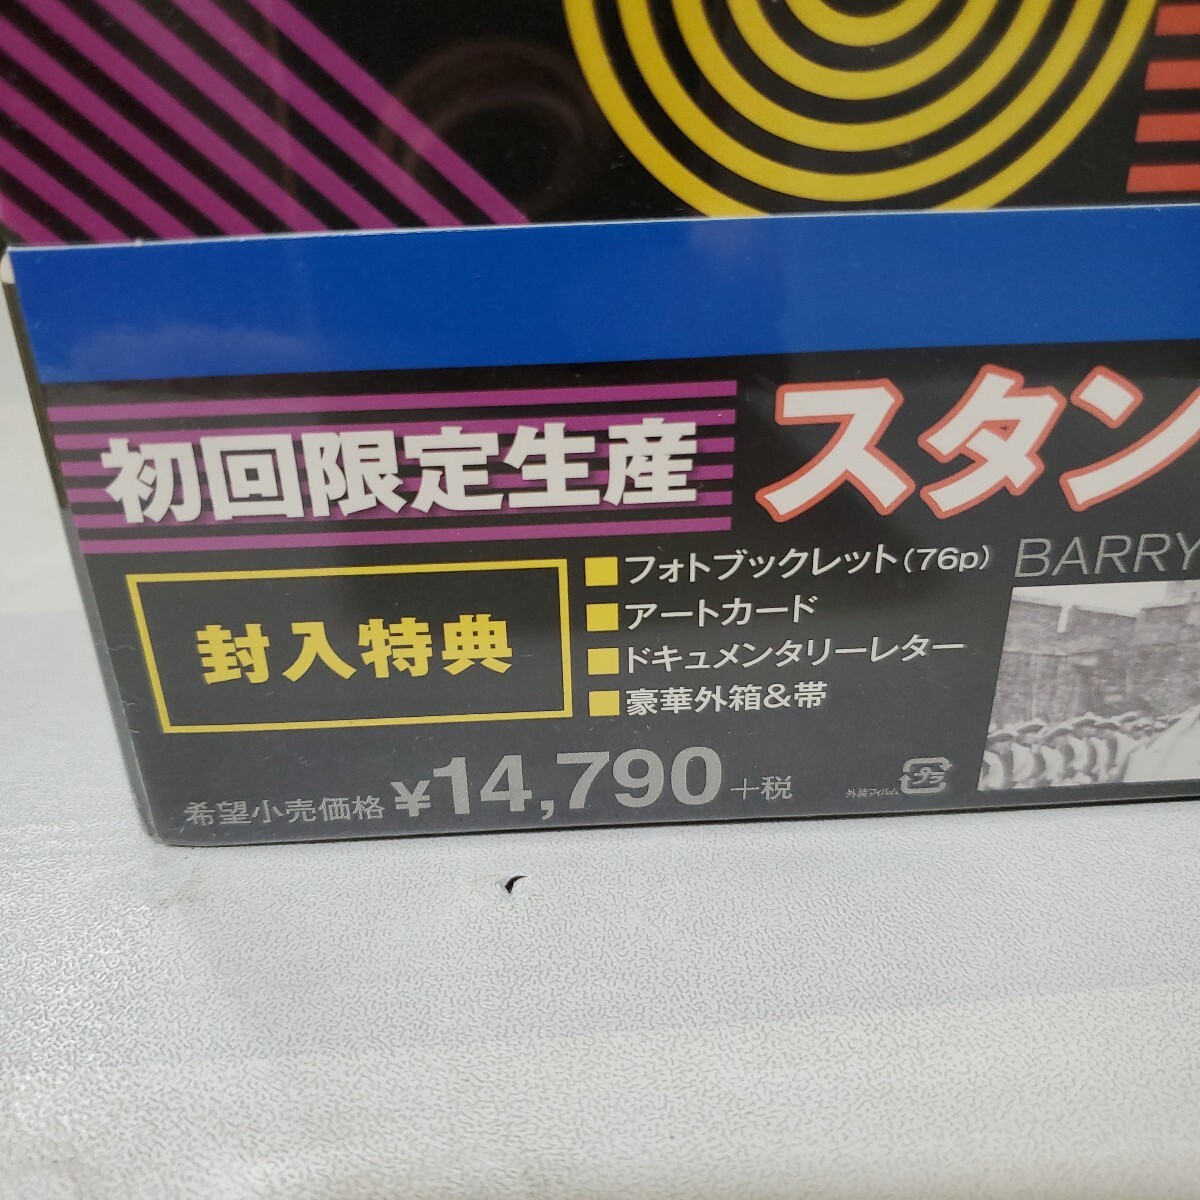 初回限定生産
スタン
封入特典
■フォトブックレット(76p)
■アートカード
■ドキュメンタリーレター
■豪華外箱&帯
BARRY
希望小売価格 ¥14,790+税
プラ
外装フィルム